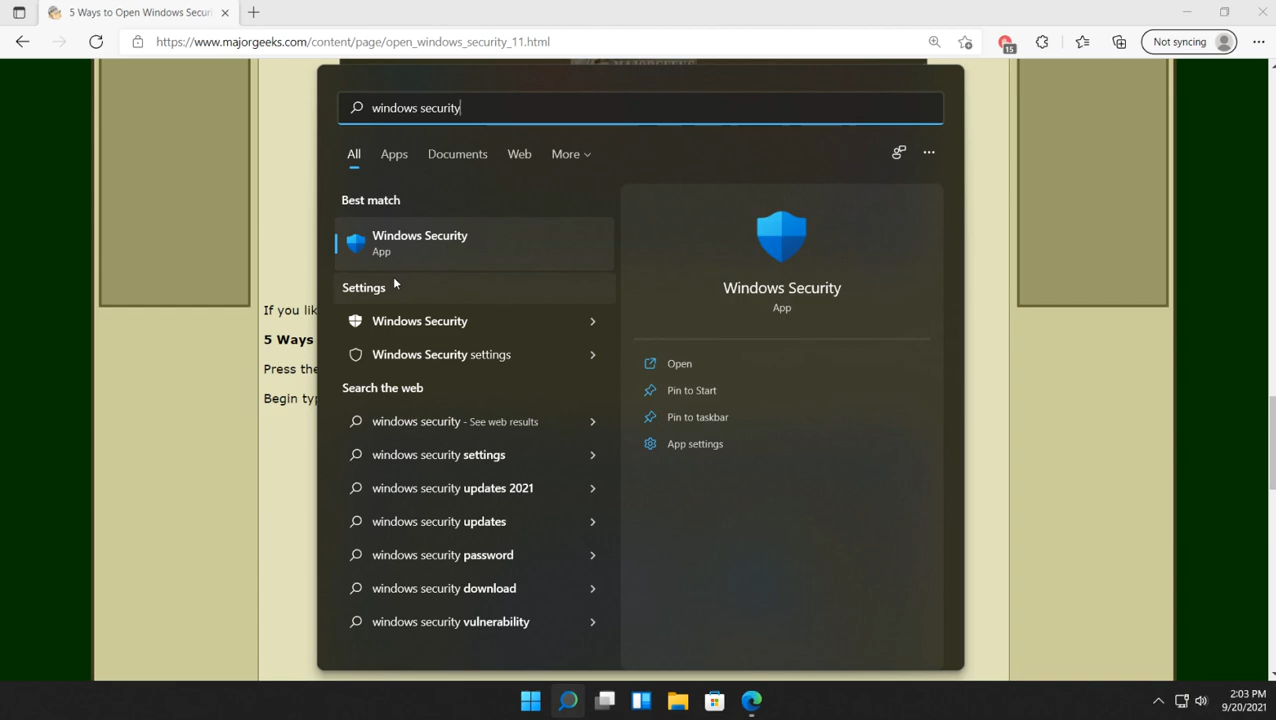 5 Ways to Open Windows Securi
https://www.majorgeeks.com/content/page/open_windows_security_11.html
15
Not syncing
MAJORGEEKS
windows security
All
Apps
Documents
Web
More
Best match
Windows Security
App
Settings
Windows Security
Windows Security settings
Search the web
windows security - See web results
windows security settings
windows security updates 2021
windows security updates
windows security password
windows security download
windows security vulnerability
Windows Security
App
Open
Pin to Start
Pin to taskbar
App settings
If you lik
5 Ways
Press the
Begin typ
2:03 PM
9/20/2021